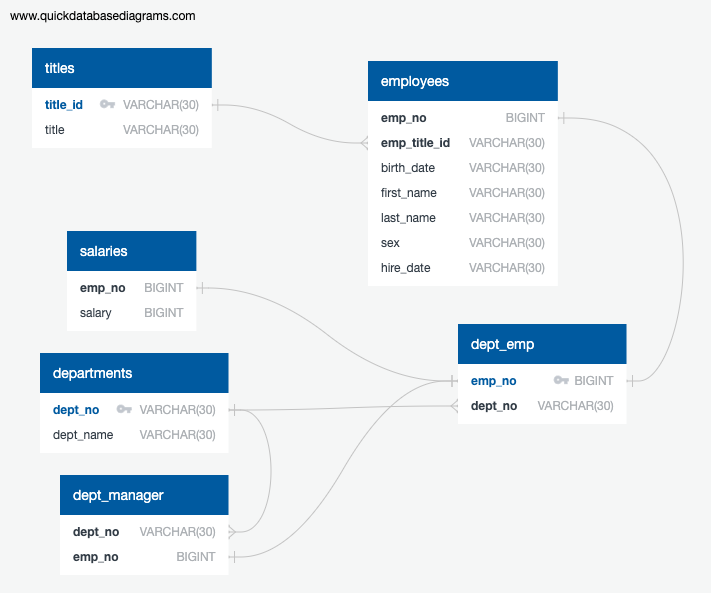 www.quickdatabasediagrams.com
titles
title_id VARCHAR(30)
title VARCHAR(30)
employees
emp_no BIGINT
emp_title_id VARCHAR(30)
birth_date VARCHAR(30)
first_name VARCHAR(30)
last_name VARCHAR(30)
sex VARCHAR(30)
hire_date VARCHAR(30)
salaries
emp_no BIGINT
salary BIGINT
departments
dept_no VARCHAR(30)
dept_name VARCHAR(30)
dept_emp
emp_no BIGINT
dept_no VARCHAR(30)
dept_manager
dept_no VARCHAR(30)
emp_no BIGINT